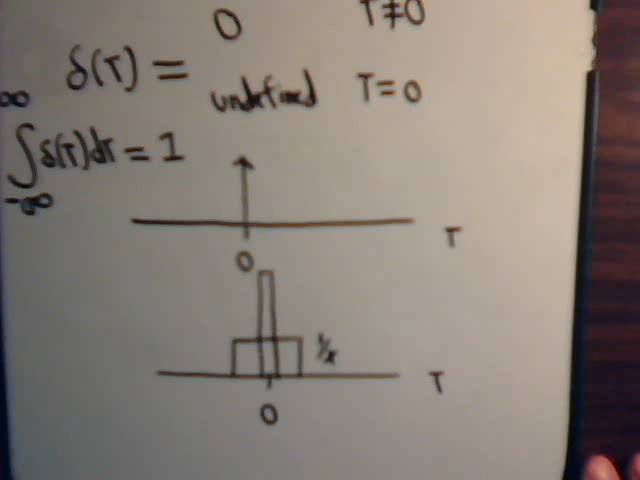 0 T≠0
δ(T) =
undefined T=0
∫_{-∞}^{∞} δ(T)dT = 1
T
0
1/x
T
0